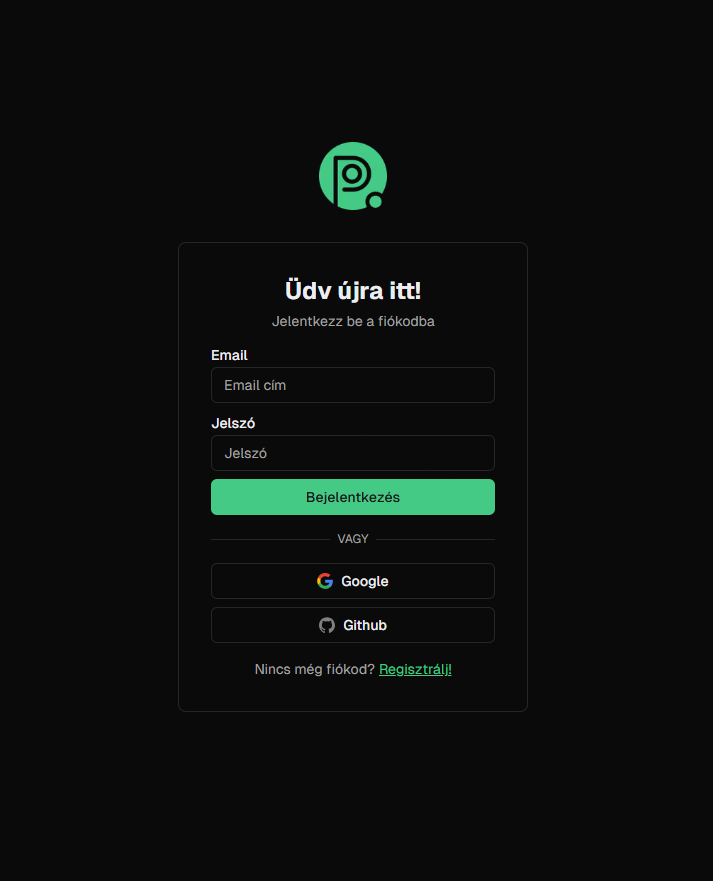 P.
Üdv újra itt!
Jelentkezz be a fiókodba
Email
Email cím
Jelszó
Jelszó
Bejelentkezés
VAGY
Google
Github
Nincs még fiókod? Regisztrálj!